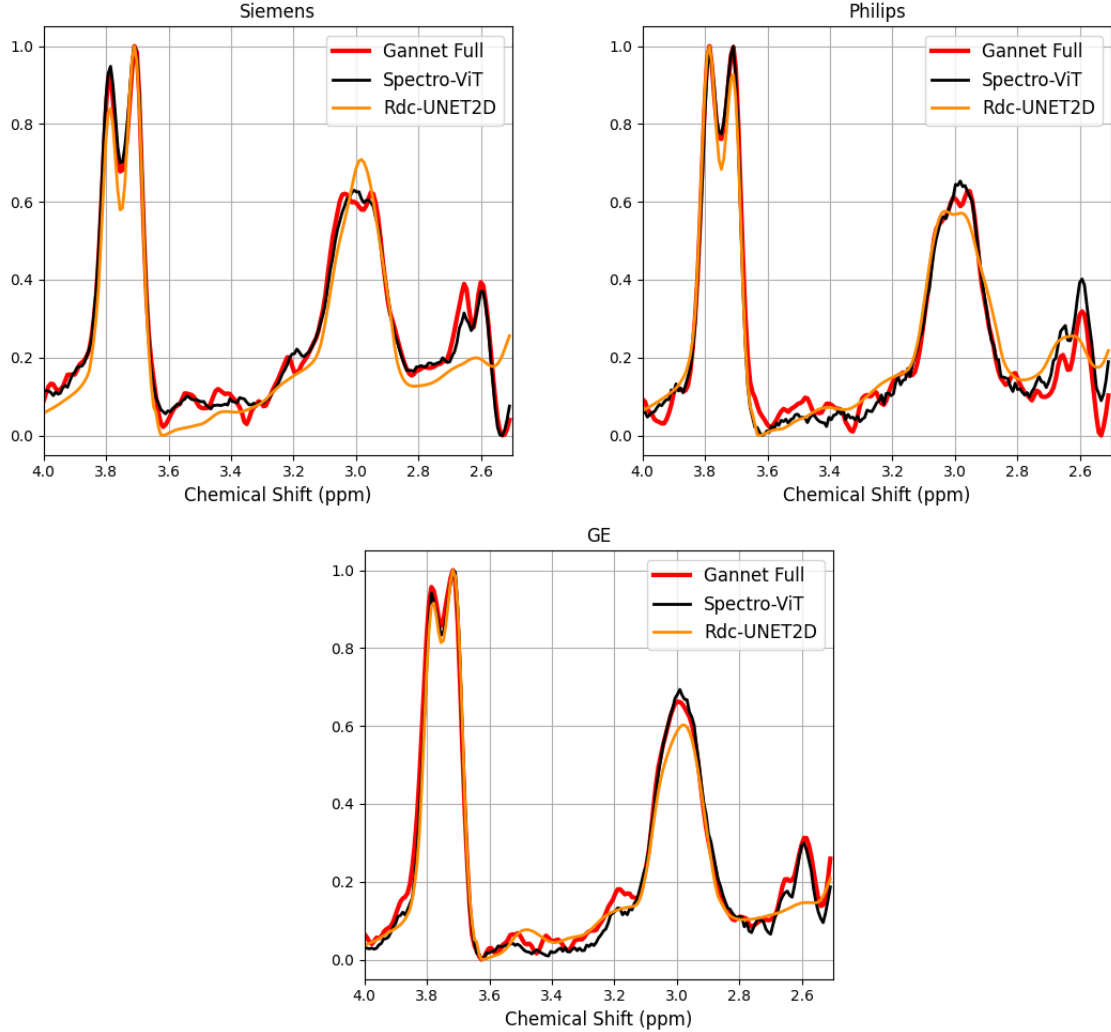 Siemens
1.0
0.8
0.6
0.4
0.2
0.0
Gannet Full
Spectro-ViT
Rdc-UNET2D
4.0 3.8 3.6 3.4 3.2 3.0 2.8 2.6
Chemical Shift (ppm)
Philips
1.0
0.8
0.6
0.4
0.2
0.0
Gannet Full
Spectro-ViT
Rdc-UNET2D
4.0 3.8 3.6 3.4 3.2 3.0 2.8 2.6
Chemical Shift (ppm)
GE
1.0
0.8
0.6
0.4
0.2
0.0
Gannet Full
Spectro-ViT
Rdc-UNET2D
4.0 3.8 3.6 3.4 3.2 3.0 2.8 2.6
Chemical Shift (ppm)